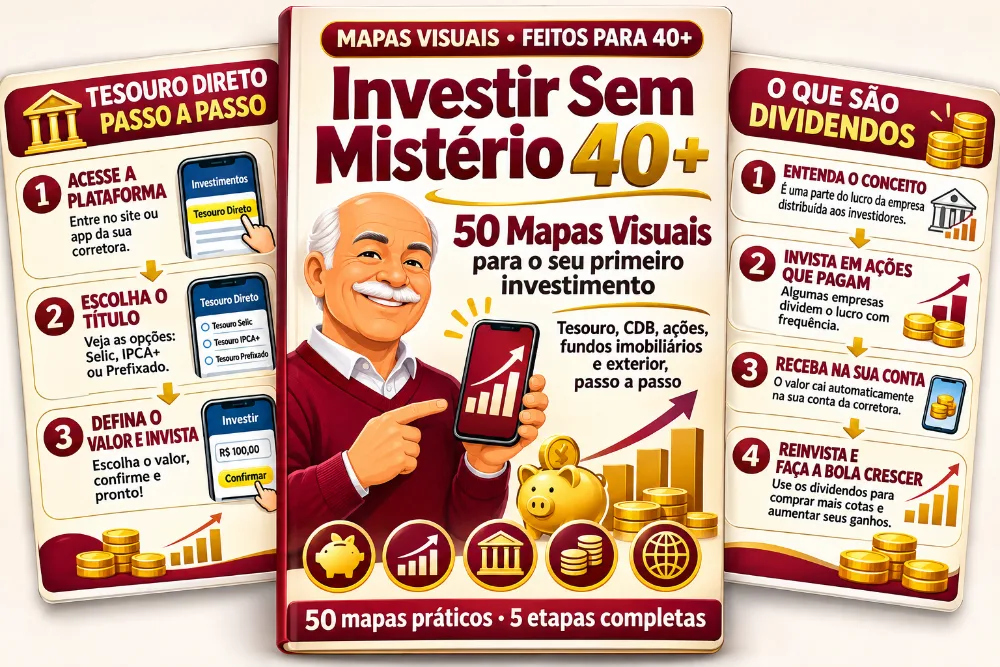 TESOURO DIRETO
PASSO A PASSO
1
ACESSE A
PLATAFORMA
Entre no site ou
app da sua
corretora.
Investimentos
Tesouro Direto
2
ESCOLHA O
TÍTULO
Veja as opções:
Selic, IPCA+
ou Prefixado.
Tesouro Direto
Tesouro Selic
Tesouro IPCA+
Tesouro Prefixado
3
DEFINA O
VALOR E INVISTA
Escolha o valor,
confirme e
pronto!
Investir
R$ 100,00
Confirmar
MAPAS VISUAIS • FEITOS PARA 40+
Investir Sem
Mistério 40+
50 Mapas Visuais
para o seu primeiro
investimento
Tesouro, CDB, ações,
fundos imobiliários
e exterior,
passo a passo
50 mapas práticos • 5 etapas completas
O QUE SÃO
DIVIDENDOS
1
ENTENDA O CONCEITO
É uma parte do lucro da empresa
distribuída aos investidores.
2
INVISTA EM AÇÕES
QUE PAGAM
Algumas empresas
dividem o lucro com
frequência.
3
RECEBA NA SUA CONTA
O valor cai automaticamente
na sua conta da corretora.
4
REINVISTA E
FAÇA A BOLA CRESCER
Use os dividendos para
comprar mais cotas e
aumentar seus ganhos.